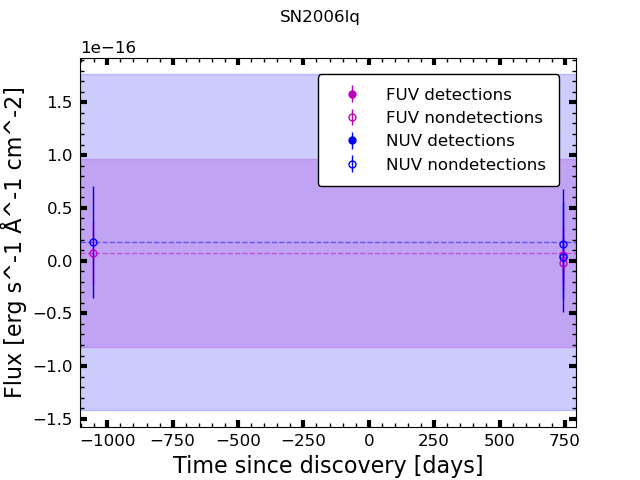 SN2006lq
1e−16
Flux [erg s^-1 Å^-1 cm^-2]
1.5
1.0
0.5
0.0
−0.5
−1.0
−1.5
FUV detections
FUV nondetections
NUV detections
NUV nondetections
−1000 −750 −500 −250 0 250 500 750
Time since discovery [days]